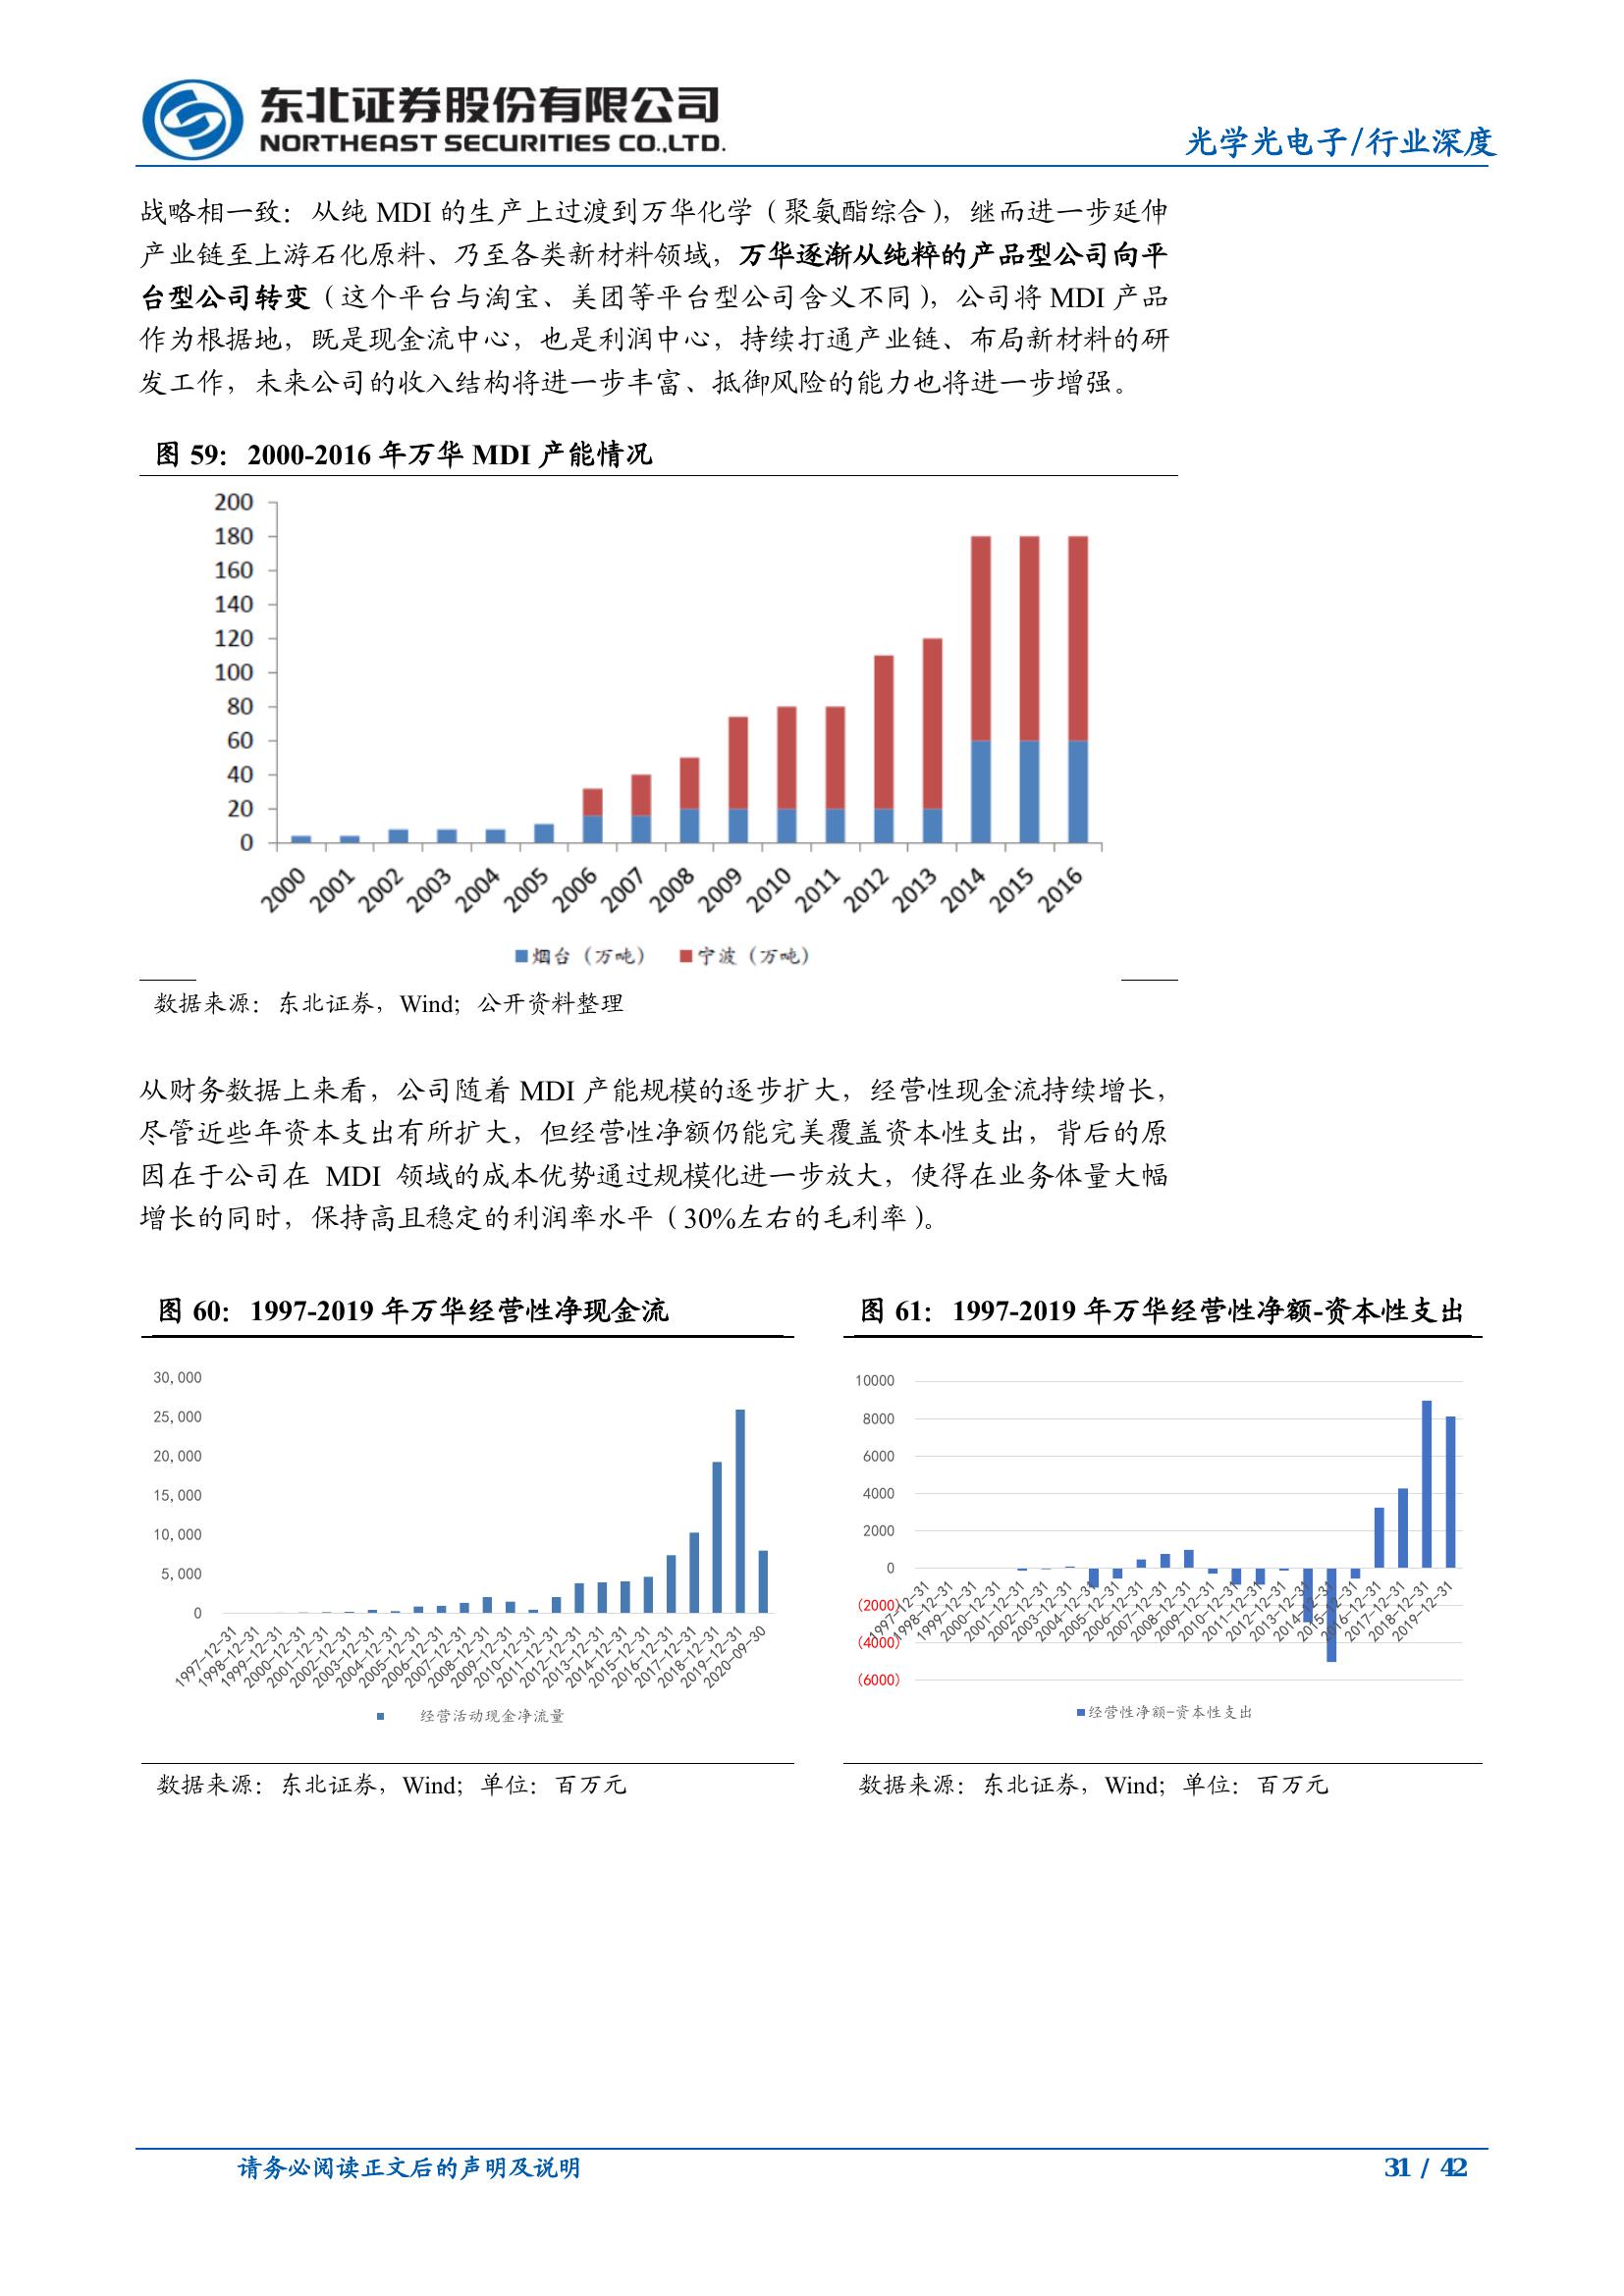 东北证券股份有限公司
NORTHEAST SECURITIES CO.,LTD.
光学光电子/行业深度
战略相一致：从纯 MDI 的生产上过渡到万华化学（聚氨酯综合），继而进一步延伸
产业链至上游石化原料、乃至各类新材料领域，万华逐渐从纯粹的产品型公司向平
台型公司转变（这个平台与淘宝、美团等平台型公司含义不同），公司将 MDI 产品
作为根据地，既是现金流中心，也是利润中心，持续打通产业链、布局新材料的研
发工作，未来公司的收入结构将进一步丰富、抵御风险的能力也将进一步增强。
图 59：2000-2016 年万华 MDI 产能情况
200
180
160
140
120
100
80
60
40
20
0
2000 2001 2002 2003 2004 2005 2006 2007 2008 2009 2010 2011 2012 2013 2014 2015 2016
烟台（万吨） 宁波（万吨）
数据来源：东北证券，Wind；公开资料整理
从财务数据上来看，公司随着 MDI 产能规模的逐步扩大，经营性现金流持续增长，
尽管近些年资本支出有所扩大，但经营性净额仍能完美覆盖资本性支出，背后的原
因在于公司在 MDI 领域的成本优势通过规模化进一步放大，使得在业务体量大幅
增长的同时，保持高且稳定的利润率水平（30%左右的毛利率）。
图 60：1997-2019 年万华经营性净现金流
30,000
25,000
20,000
15,000
10,000
5,000
0
1997-12-31 1998-12-31 1999-12-31 2000-12-31 2001-12-31 2002-12-31 2003-12-31 2004-12-31 2005-12-31 2006-12-31 2007-12-31 2008-12-31 2009-12-31 2010-12-31 2011-12-31 2012-12-31 2013-12-31 2014-12-31 2015-12-31 2016-12-31 2017-12-31 2018-12-31 2019-12-31 2020-09-30
经营活动现金净流量
数据来源：东北证券，Wind；单位：百万元
图 61：1997-2019 年万华经营性净额-资本性支出
10000
8000
6000
4000
2000
0
(2000)
(4000)
(6000)
1997-12-31 1998-12-31 1999-12-31 2000-12-31 2001-12-31 2002-12-31 2003-12-31 2004-12-31 2005-12-31 2006-12-31 2007-12-31 2008-12-31 2009-12-31 2010-12-31 2011-12-31 2012-12-31 2013-12-31 2014-12-31 2015-12-31 2016-12-31 2017-12-31 2018-12-31 2019-12-31
经营性净额-资本性支出
数据来源：东北证券，Wind；单位：百万元
请务必阅读正文后的声明及说明
31 / 42